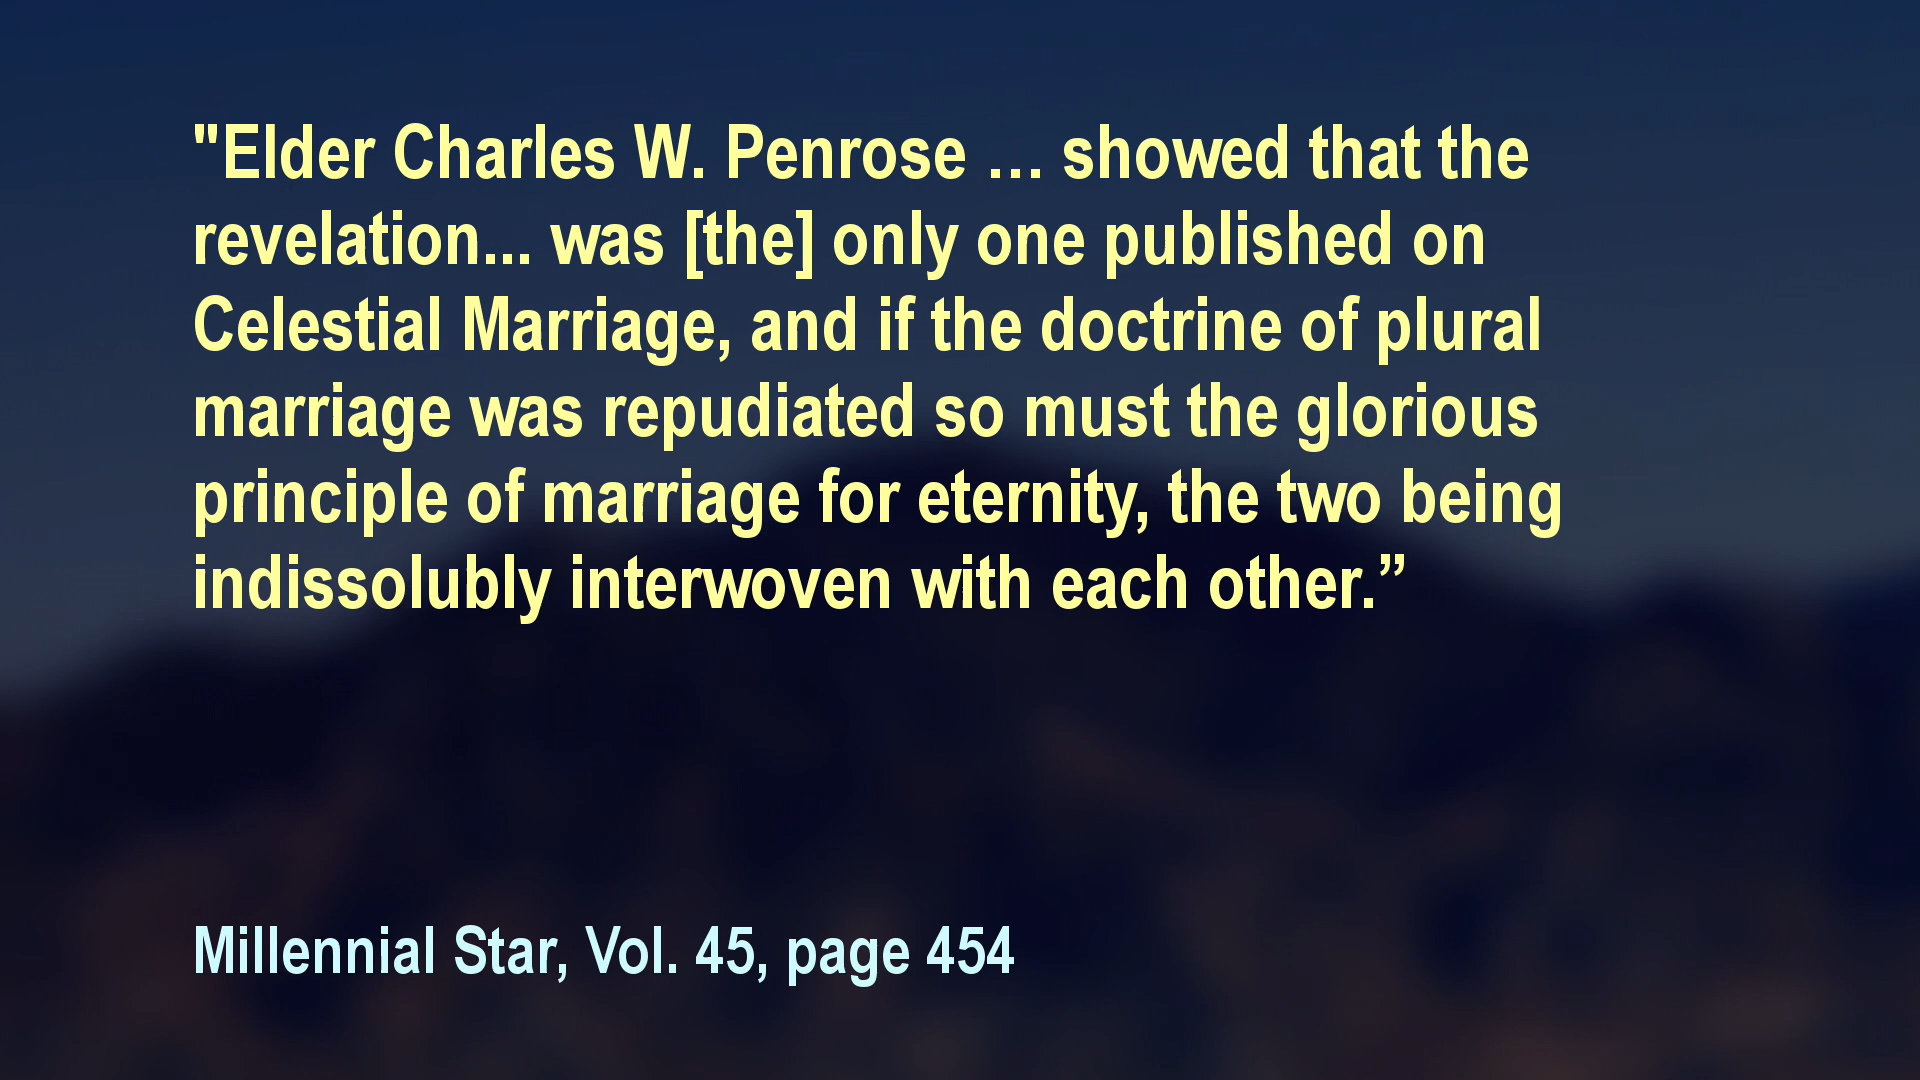 "Elder Charles W. Penrose … showed that the
revelation... was [the] only one published on
Celestial Marriage, and if the doctrine of plural
marriage was repudiated so must the glorious
principle of marriage for eternity, the two being
indissolubly interwoven with each other.”
Millennial Star, Vol. 45, page 454